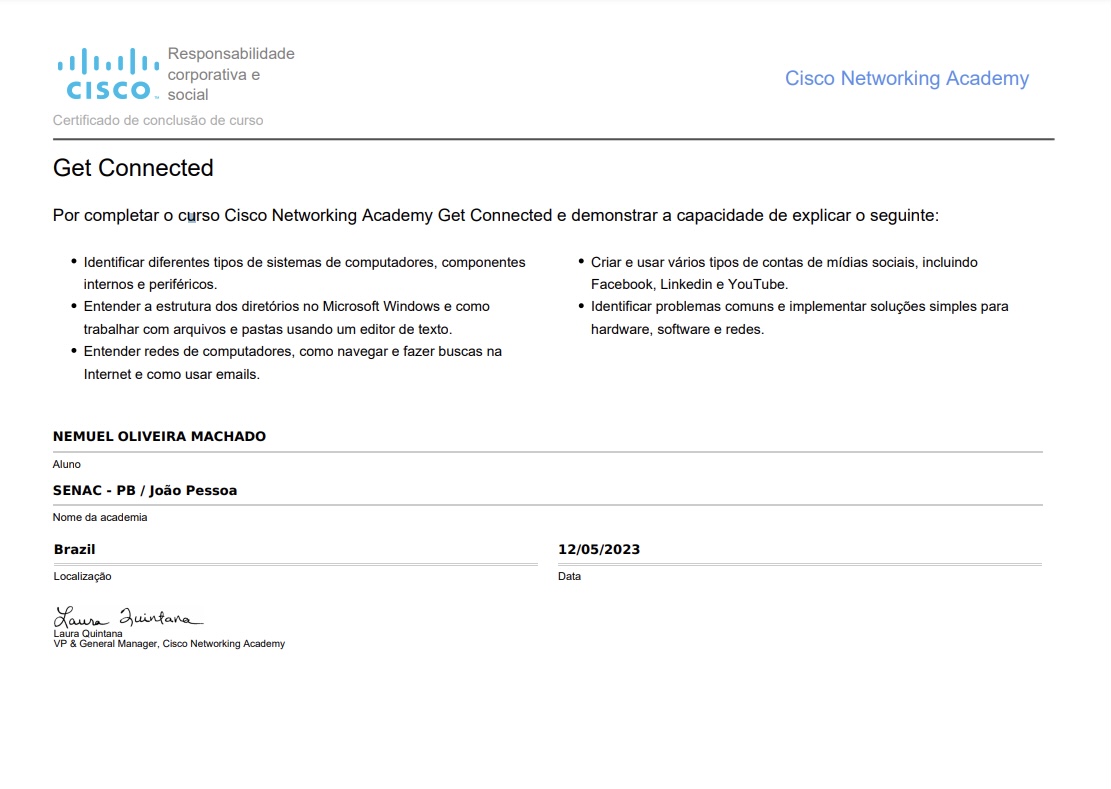 CISCO
Responsabilidade
corporativa e
social
Cisco Networking Academy
Certificado de conclusão de curso
Get Connected
Por completar o curso Cisco Networking Academy Get Connected e demonstrar a capacidade de explicar o seguinte:
• Identificar diferentes tipos de sistemas de computadores, componentes
internos e periféricos.
• Entender a estrutura dos diretórios no Microsoft Windows e como
trabalhar com arquivos e pastas usando um editor de texto.
• Entender redes de computadores, como navegar e fazer buscas na
Internet e como usar emails.
• Criar e usar vários tipos de contas de mídias sociais, incluindo
Facebook, Linkedin e YouTube.
• Identificar problemas comuns e implementar soluções simples para
hardware, software e redes.
NEMUEL OLIVEIRA MACHADO
Aluno
SENAC - PB / João Pessoa
Nome da academia
Brazil
Localização
12/05/2023
Data
Laura Quintana
Laura Quintana
VP & General Manager, Cisco Networking Academy